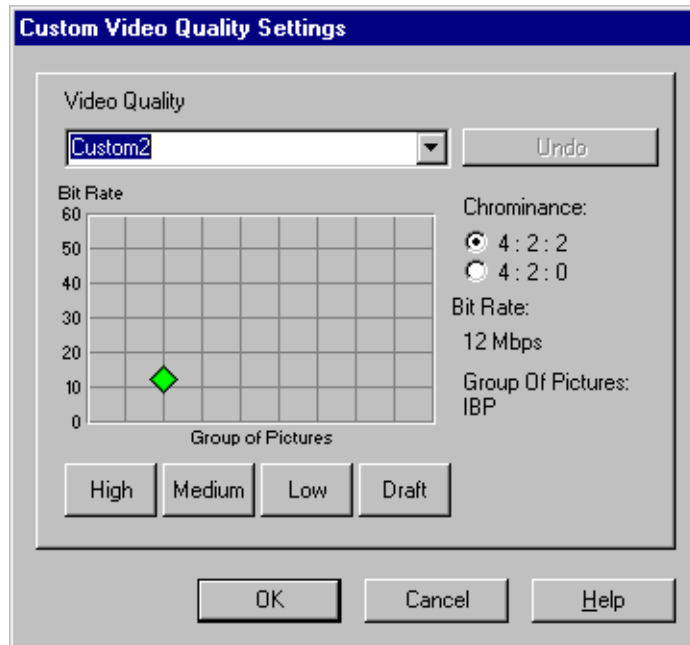 Custom Video Quality Settings
Video Quality
Custom2
Undo
Bit Rate
60
50
40
30
20
10
0
Group of Pictures
Chrominance:
4 : 2 : 2
4 : 2 : 0
Bit Rate:
12 Mbps
Group Of Pictures:
IBP
High
Medium
Low
Draft
OK
Cancel
Help